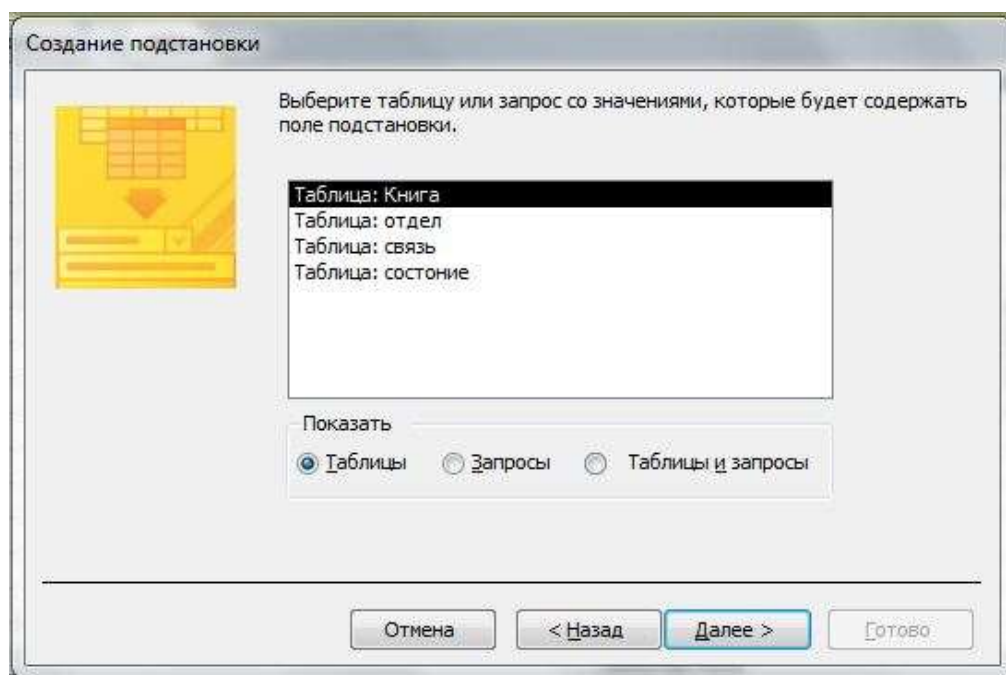 Создание подстановки
Выберите таблицу или запрос со значениями, которые будет содержать
поле подстановки.
Таблица: Книга
Таблица: отдел
Таблица: связь
Таблица: состоние
Показать
Таблицы Запросы Таблицы и запросы
Отмена < Назад Далее > Готово